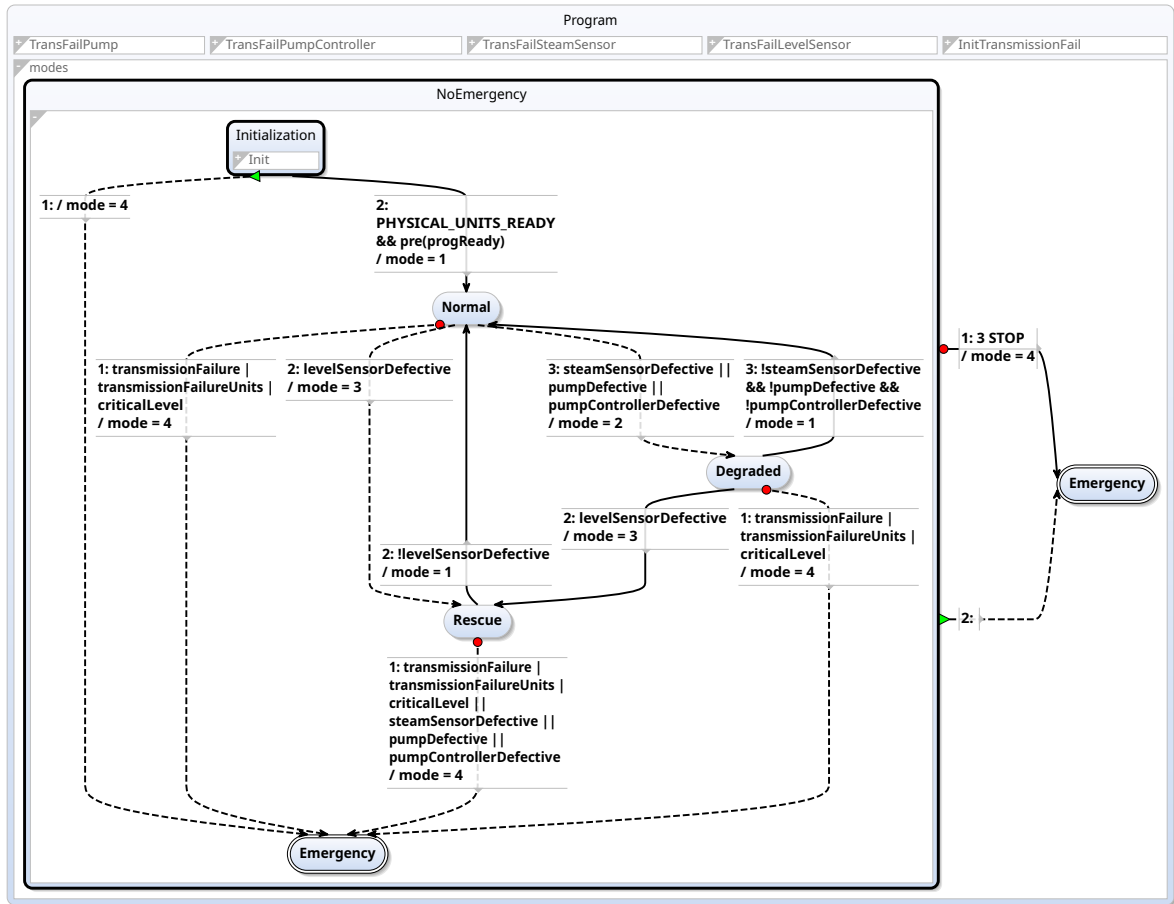 Program
TransFailPump
TransFailPumpController
TransFailSteamSensor
TransFailLevelSensor
InitTransmissionFail
modes
NoEmergency
Initialization
Init
1: / mode = 4
2:
PHYSICAL_UNITS_READY
&& pre(progReady)
/ mode = 1
Normal
1: transmissionFailure |
transmissionFailureUnits |
criticalLevel
/ mode = 4
2: levelSensorDefective
/ mode = 3
3: steamSensorDefective ||
pumpDefective ||
pumpControllerDefective
/ mode = 2
3: !steamSensorDefective
&& !pumpDefective &&
!pumpControllerDefective
/ mode = 1
1: 3 STOP
/ mode = 4
Degraded
Emergency
2: levelSensorDefective
/ mode = 3
1: transmissionFailure |
transmissionFailureUnits |
criticalLevel
/ mode = 4
2: !levelSensorDefective
/ mode = 1
Rescue
2:
1: transmissionFailure |
transmissionFailureUnits |
criticalLevel ||
steamSensorDefective ||
pumpDefective ||
pumpControllerDefective
/ mode = 4
Emergency